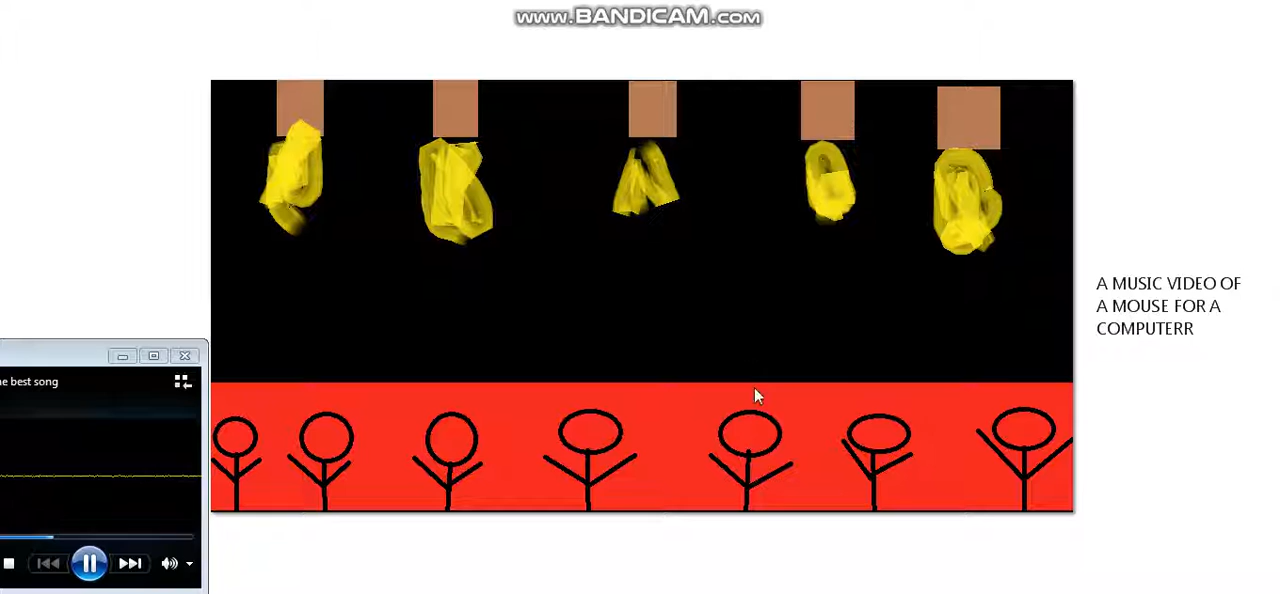 www.BANDICAM.com
A MUSIC VIDEO OF
A MOUSE FOR A
COMPUTERR
he best song